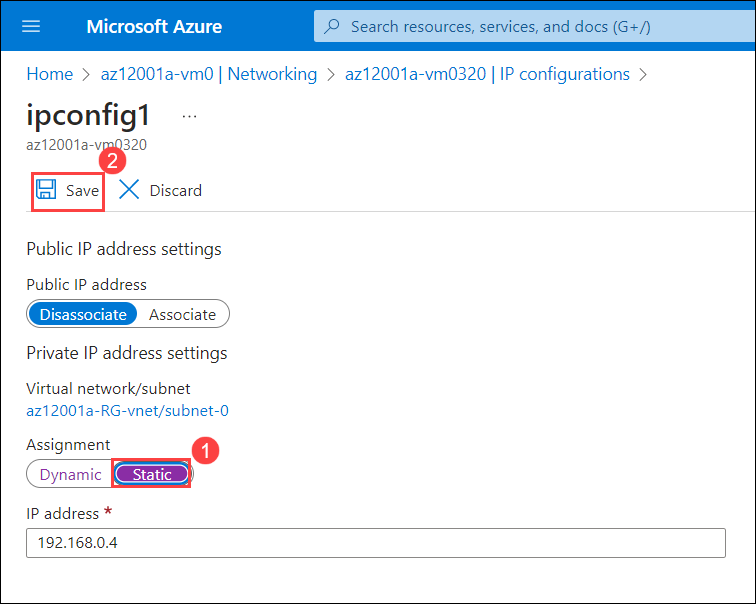 Microsoft Azure
Search resources, services, and docs (G+/)
Home > az12001a-vm0 | Networking > az12001a-vm0320 | IP configurations >
ipconfig1 ...
az12001a-vm0320
2
Save Discard
Public IP address settings
Public IP address
Disassociate Associate
Private IP address settings
Virtual network/subnet
az12001a-RG-vnet/subnet-0
Assignment
1
Dynamic Static
IP address *
192.168.0.4